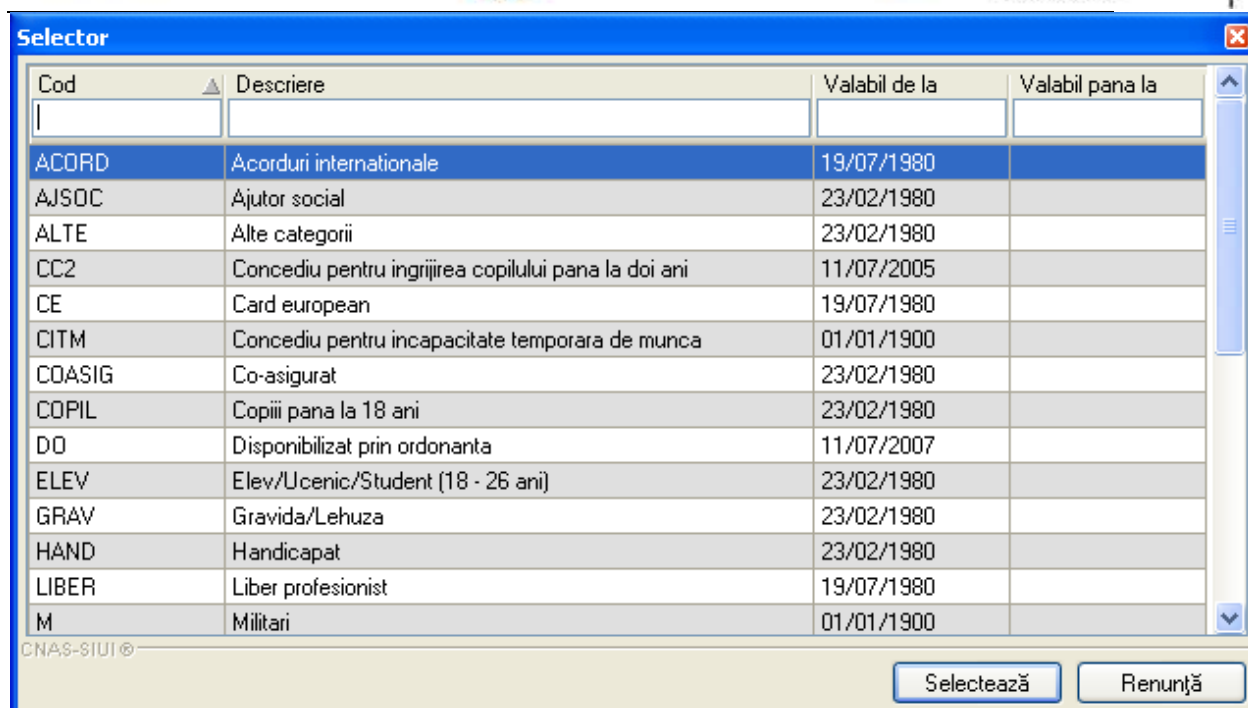 Selector
Cod Descriere Valabil de la Valabil pana la
ACORD Acorduri internationale 19/07/1980
AJSOC Ajutor social 23/02/1980
ALTE Alte categorii 23/02/1980
CC2 Concediu pentru ingrijirea copilului pana la doi ani 11/07/2005
CE Card european 19/07/1980
CITM Concediu pentru incapacitate temporara de munca 01/01/1900
COASIG Co-asigurat 23/02/1980
COPIL Copiii pana la 18 ani 23/02/1980
DO Disponibilizat prin ordonanta 11/07/2007
ELEV Elev/Ucenic/Student (18 - 26 ani) 23/02/1980
GRAV Gravida/Lehuza 23/02/1980
HAND Handicapat 23/02/1980
LIBER Liber profesionist 19/07/1980
M Militari 01/01/1900
CNAS-SIUI®
Selectează Renunţă